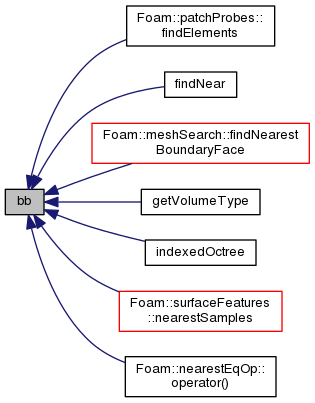 Foam::patchProbes::
findElements
findNear
Foam::meshSearch::findNearest
BoundaryFace
bb
getVolumeType
indexedOctree
Foam::surfaceFeatures
::nearestSamples
Foam::nearestEqOp::
operator()